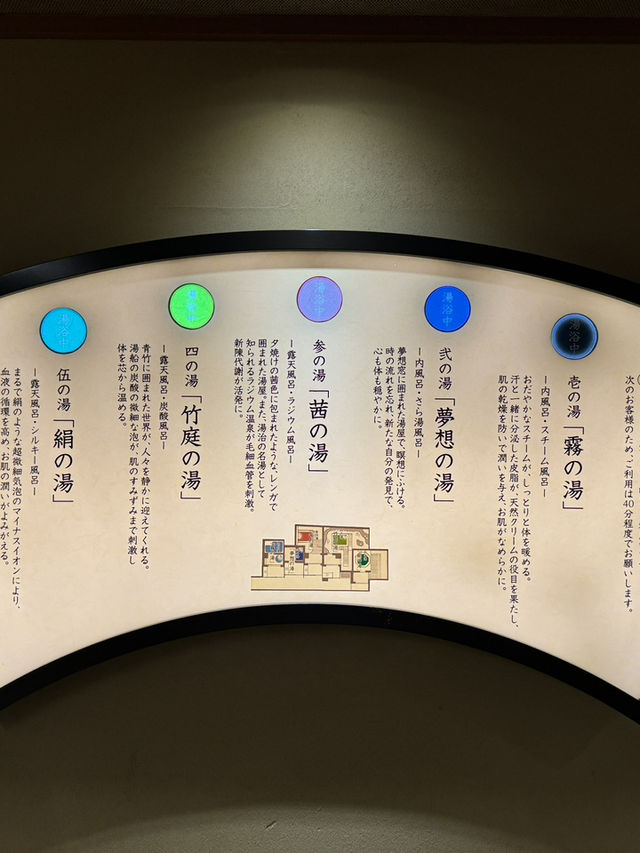 次のお客様のため、ご利用は40分程度でお願いします。
湯浴中
壱の湯「霧の湯」
ー内風呂・スチーム風呂ー
おだやかなスチームが、しっとりと体を暖める。
汗と一緒に分泌した皮脂が、天然クリームの役目を果たし、
肌の乾燥を防いで潤いを与え、お肌がなめらかに。
湯浴中
弐の湯「夢想の湯」
ー内風呂・さら湯風呂ー
夢想窓に囲まれた湯屋で、瞑想にふける。
時の流れを忘れ、新たな自分の発見で、
心も体も穏やかに。
湯浴中
参の湯「茜の湯」
ー露天風呂・ラジウム風呂ー
夕焼けの茜色に包まれたような、レンガで
囲まれた湯屋。また、湯治の名湯として
知られるラジウム温泉が毛細血管を刺激。
新陳代謝が活発に。
湯浴中
四の湯「竹庭の湯」
ー露天風呂・炭酸風呂ー
青竹に囲まれた世界が、人々を静かに迎えてくれる。
湯船の炭酸の微細な泡が、肌のすみずみまで刺激し
体を芯から温める。
湯浴中
伍の湯「絹の湯」
ー露天風呂・シルキー風呂ー
まるで絹のような超微細気泡のマイナスイオンにより、
血液の循環を高め、お肌の潤いがよみがえる。